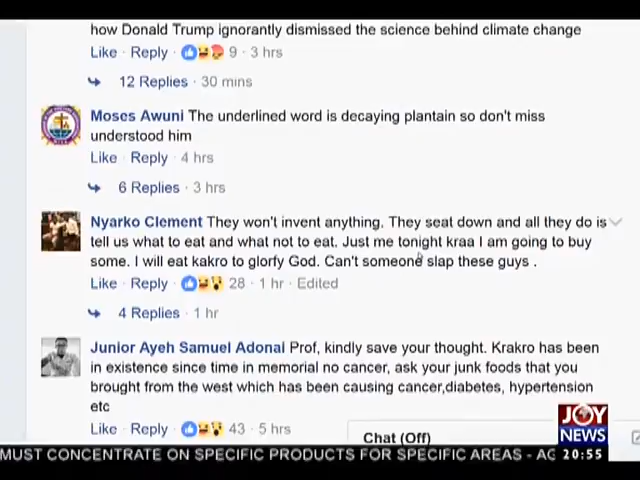 how Donald Trump ignorantly dismissed the science behind climate change
Like · Reply · 9 · 3 hrs
12 Replies · 30 mins
Moses Awuni The underlined word is decaying plantain so don't miss
understood him
Like · Reply · 4 hrs
6 Replies · 3 hrs
Nyarko Clement They won't invent anything. They seat down and all they do is
tell us what to eat and what not to eat. Just me tonight kraa I am going to buy
some. I will eat kakro to glorfy God. Can't someone slap these guys .
Like · Reply · 28 · 1 hr · Edited
4 Replies · 1 hr
Junior Ayeh Samuel Adonai Prof, kindly save your thought. Krakro has been
in existence since time in memorial no cancer, ask your junk foods that you
brought from the west which has been causing cancer,diabetes, hypertension
etc
Like · Reply · 43 · 5 hrs
Chat (Off)
JOY
NEWS
MUST CONCENTRATE ON SPECIFIC PRODUCTS FOR SPECIFIC AREAS - AG
20:55